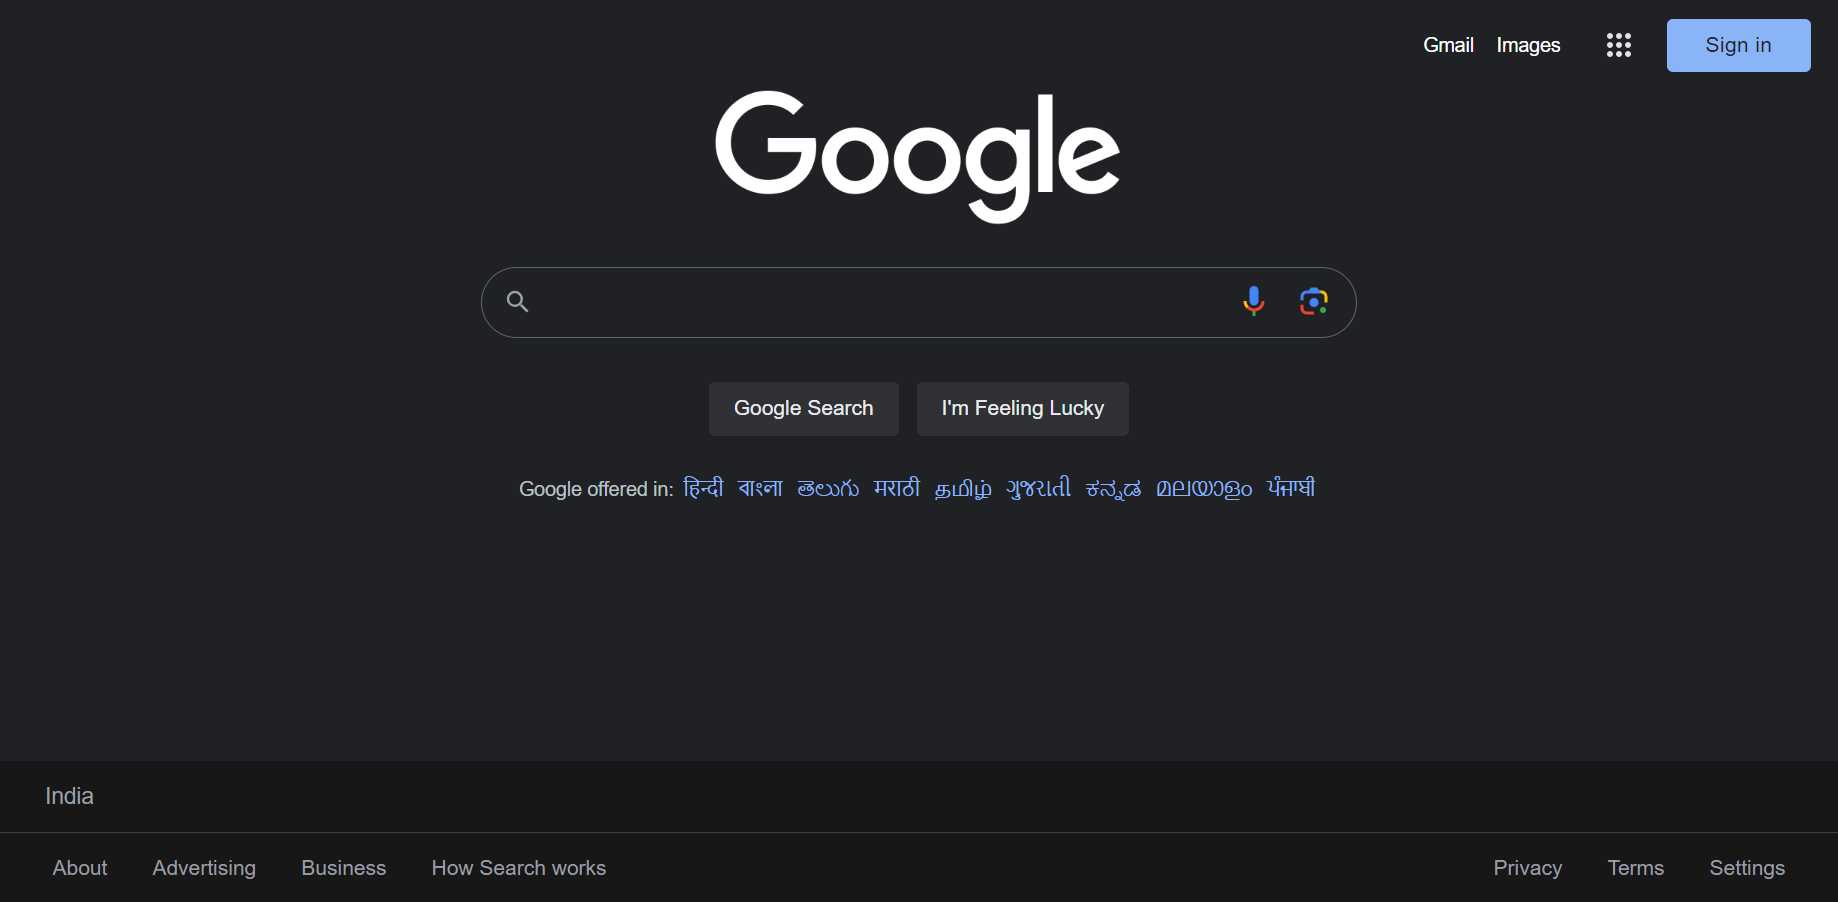 Gmail Images Sign in
Google
Google Search I'm Feeling Lucky
Google offered in: हिन्दी বাংলা తెలుగు मराठी தமிழ் ગુજરાતી ಕನ್ನಡ മലയാളം ਪੰਜਾਬੀ
India
About Advertising Business How Search works Privacy Terms Settings